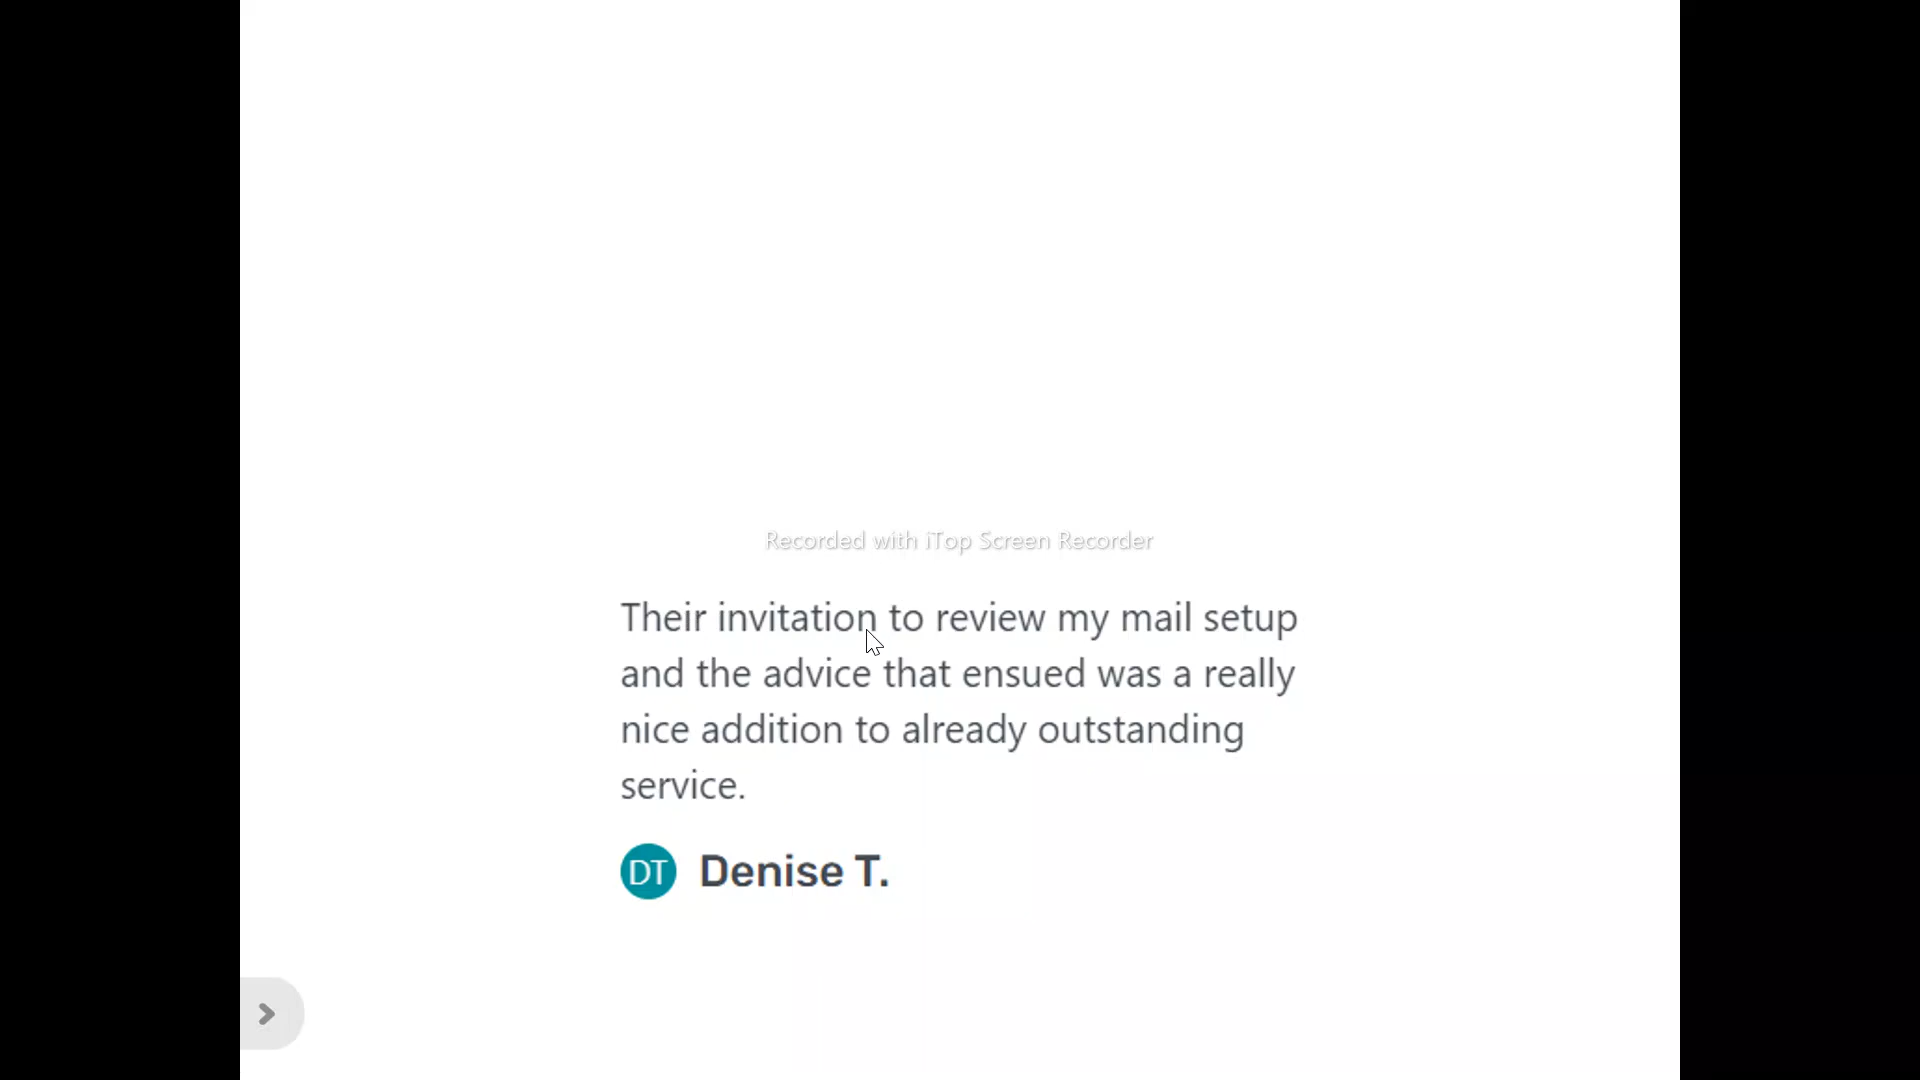 Recorded with iTop Screen Recorder
Their invitation to review my mail setup
and the advice that ensued was a really
nice addition to already outstanding
service.
DT Denise T.